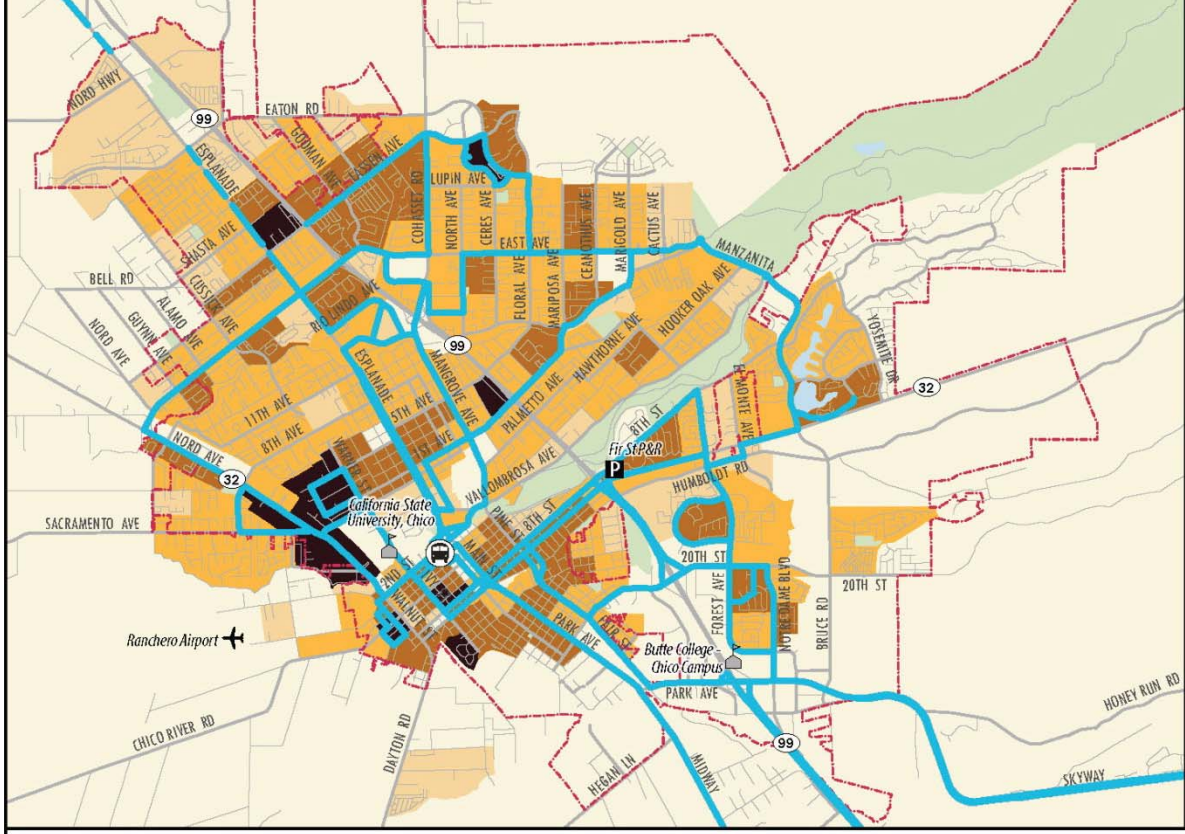 NORD HWY
99
EATON RD
ESPLANADE
GODMAN AVE
LASSEN AVE
COHASSET RD
LUPIN AVE
NORTH AVE
CERES AVE
EAST AVE
FLORAL AVE
MARIPOSA AVE
CEANOTHUS AVE
MARIGOLD AVE
CACTUS AVE
MANZANITA
SHASTA AVE
BELL RD
CUSSICK AVE
ALAMO AVE
GUYNN AVE
NORD AVE
RIO LINDO AVE
99
HOOKER OAK AVE
YOSEMITE DR
ESPLANADE
MANGROVE AVE
HAWTHORNE AVE
PALMETTO AVE
32
11TH AVE
8TH AVE
5TH AVE
1ST AVE
8TH ST
EL MONTE AVE
NORD AVE
WARNER ST
Fir St P&R
P
32
VALLOMBROSA AVE
HUMBOLDT RD
California State
University, Chico
PINE ST
8TH ST
SACRAMENTO AVE
MAIN ST
2ND ST
IVY
WALNUT
20TH ST
20TH ST
FOREST AVE
NOTRE DAME BLVD
BRUCE RD
Ranchero Airport
PARK AVE
FAIR ST
Butte College -
Chico Campus
PARK AVE
HONEY RUN RD
CHICO RIVER RD
DAYTON RD
HEGAN LN
MIDWAY
99
SKYWAY